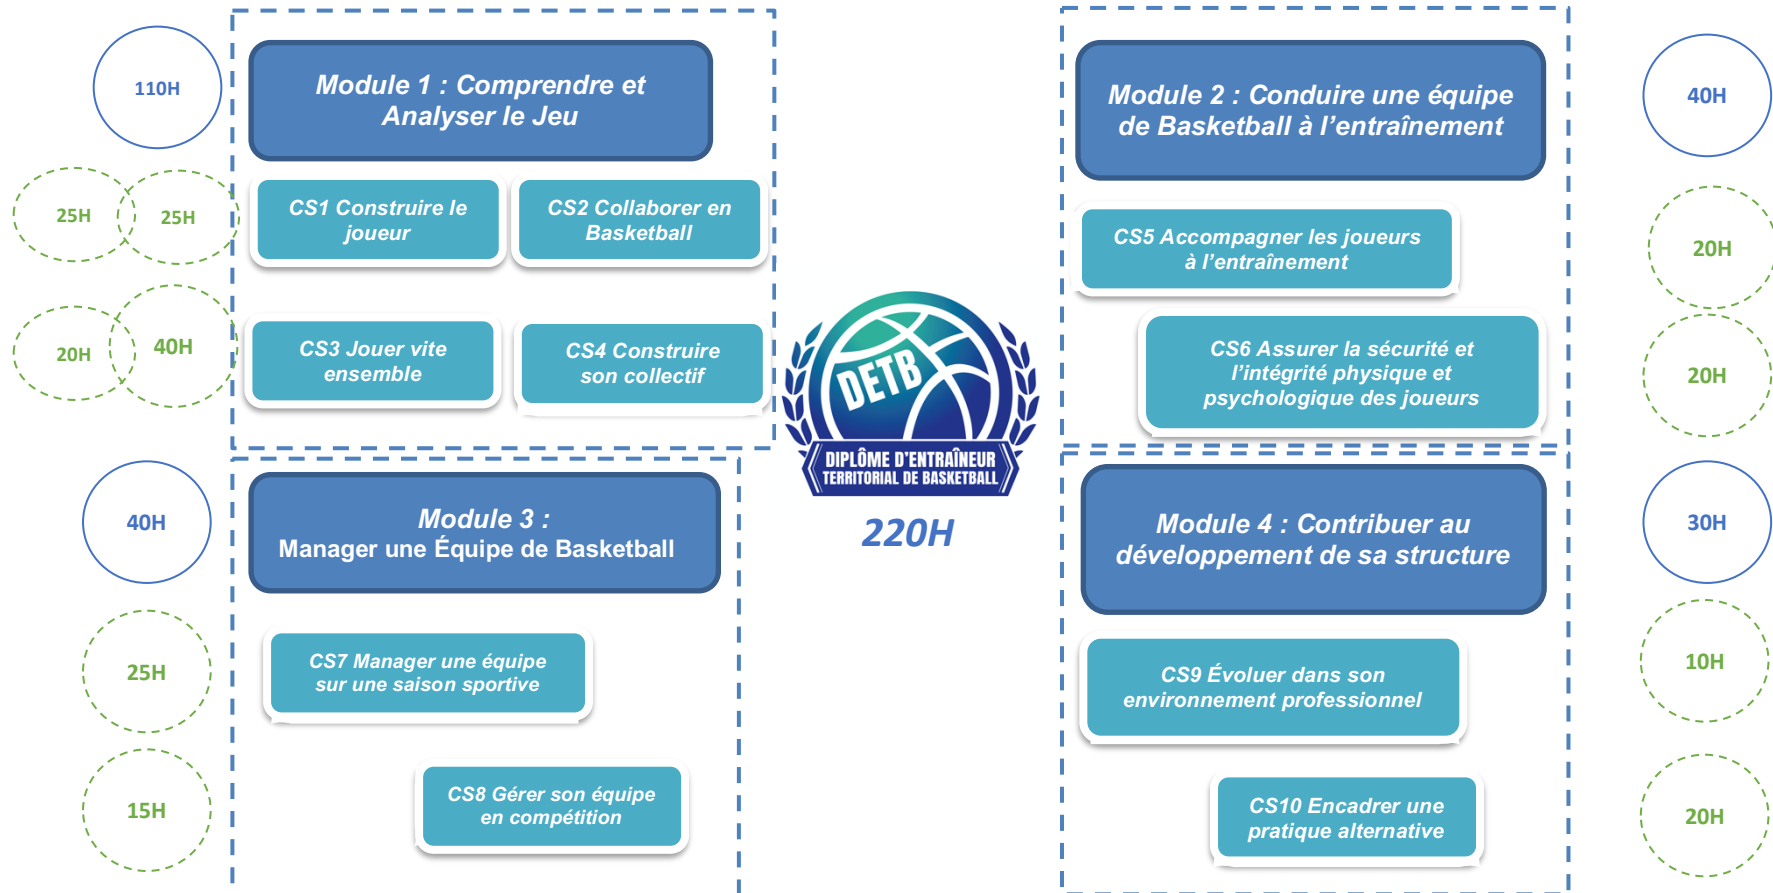 110H
Module 1 : Comprendre et
Analyser le Jeu
25H
25H
CS1 Construire le
joueur
CS2 Collaborer en
Basketball
20H
40H
CS3 Jouer vite
ensemble
CS4 Construire
son collectif
Module 2 : Conduire une équipe
de Basketball à l'entraînement
40H
CS5 Accompagner les joueurs
à l'entraînement
20H
CS6 Assurer la sécurité et
l'intégrité physique et
psychologique des joueurs
20H
DETB
DIPLÔME D'ENTRAÎNEUR
TERRITORIAL DE BASKETBALL
220H
40H
Module 3 :
Manager une Équipe de Basketball
25H
CS7 Manager une équipe
sur une saison sportive
15H
CS8 Gérer son équipe
en compétition
Module 4 : Contribuer au
développement de sa structure
30H
CS9 Évoluer dans son
environnement professionnel
10H
CS10 Encadrer une
pratique alternative
20H